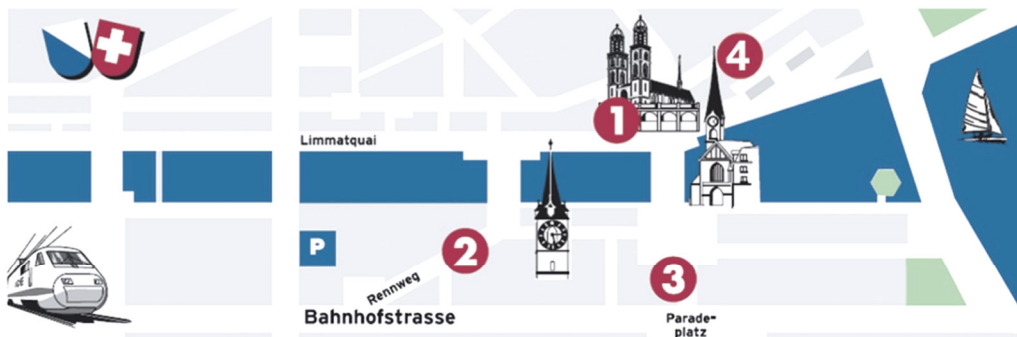 4
1
Limmatquai
P
2
3
Rennweg
Bahnhofstrasse
Parade-
platz